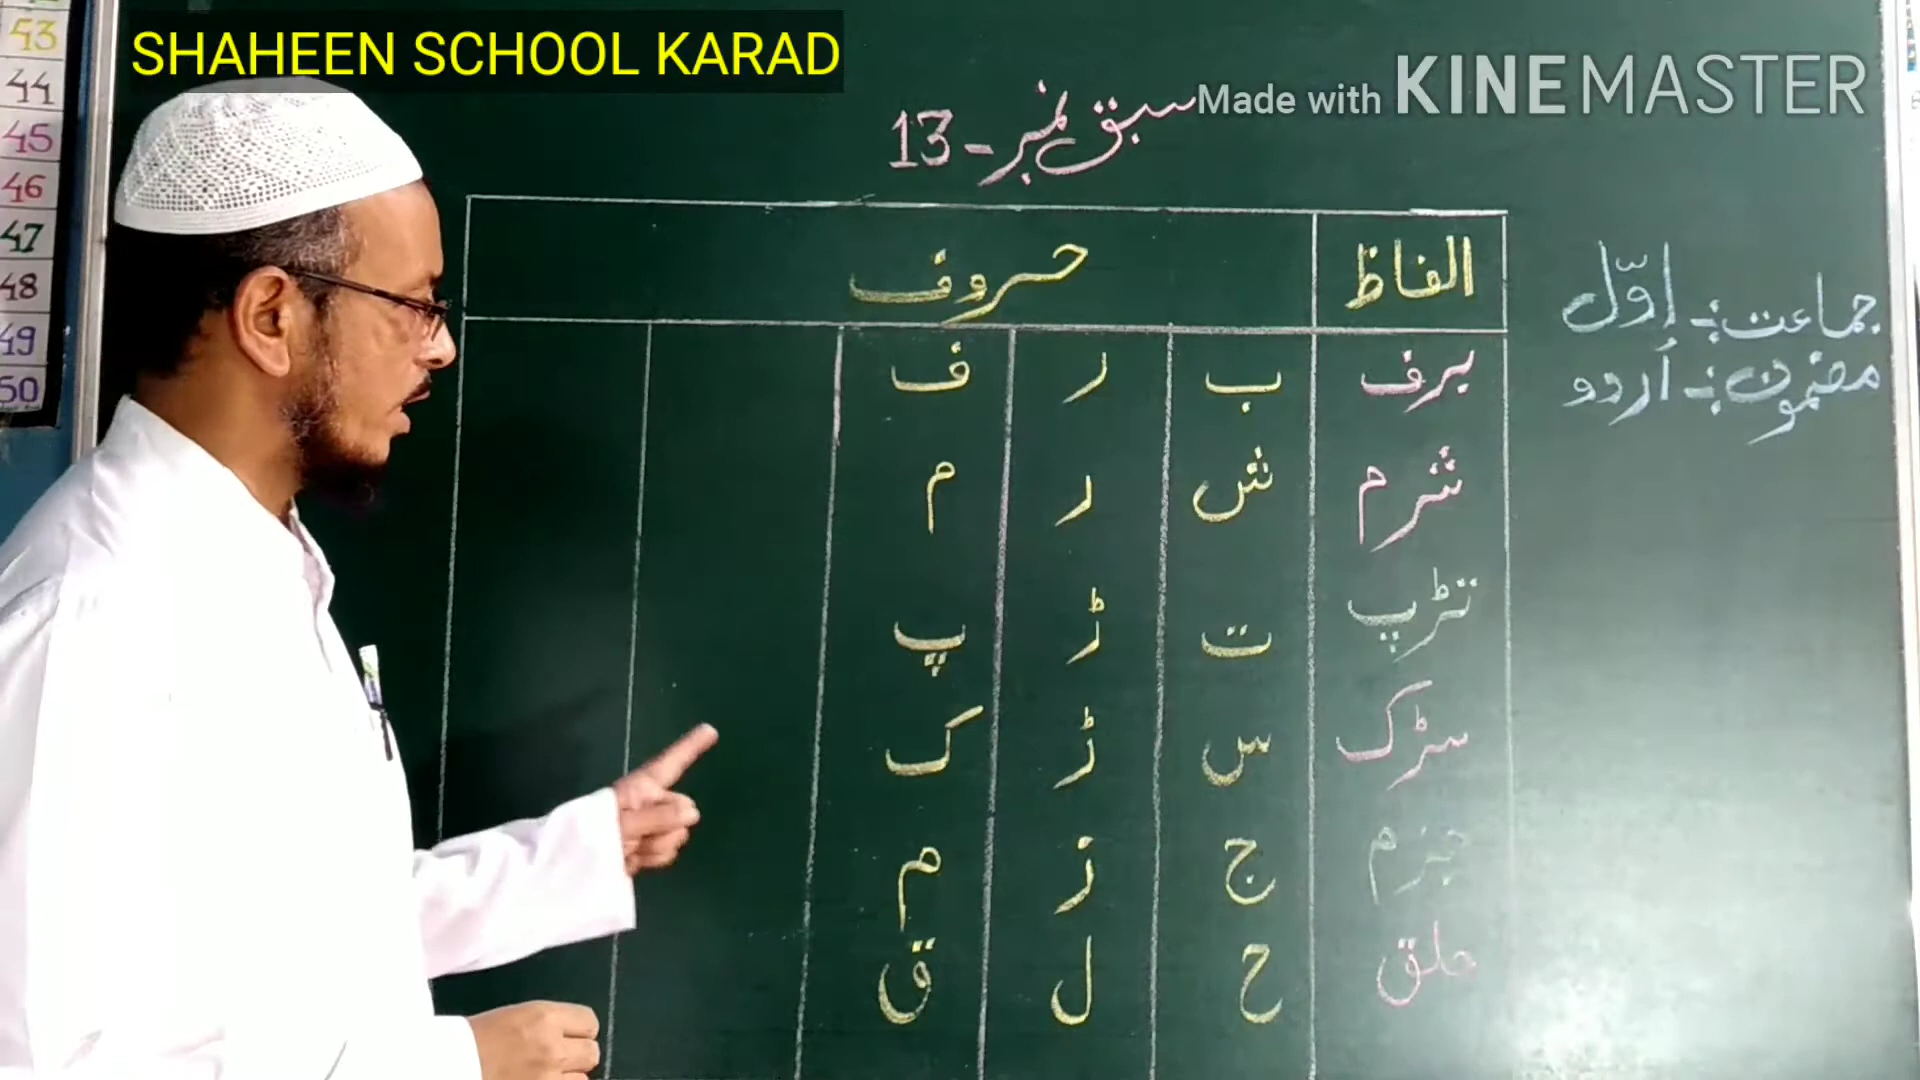 SHAHEEN SCHOOL KARAD
Made with KINEMASTER
سبق نمبر - 13
جماعت :- اوّل
مضمون :- اُردو
الفاظ حروف
برف ب ر ف
شرم ش ر م
تڑپ ت ڑ پ
سڑک س ڑ ک
جزم ج ز م
حلق ح ل ق
43
44
45
46
47
48
49
50